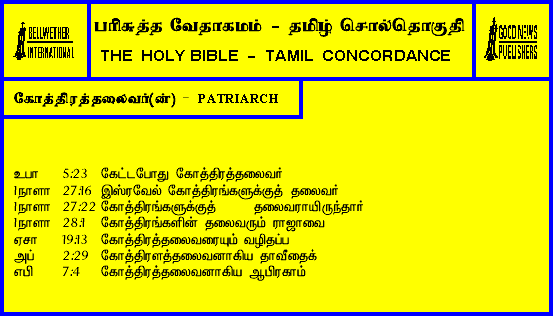 BELLWETHER
INTERNATIONAL
பரிசுத்த வேதாகமம் - தமிழ் சொல்தொகுதி
THE HOLY BIBLE - TAMIL CONCORDANCE
GOOD NEWS
PUBLISHERS
கோத்திரத்தலைவர்(ன்) - PATRIARCH
உபா 5:23 கேட்டபோது கோத்திரத்தலைவர்
1நாளா 27:16 இஸ்ரவேல் கோத்திரங்களுக்குத் தலைவர்
1நாளா 27:22 கோத்திரங்களுக்குத் தலைவராயிருந்தார்
1நாளா 28:1 கோத்திரங்களின் தலைவரும் ராஜாவை
ஏசா 19:13 கோத்திரத்தலைவரையும் வழிதப்ப
அப் 2:29 கோத்திரளத்தலைவனாகிய தாவீதைக்
எபி 7:4 கோத்திரத்தலைவனாகிய ஆபிரகாம்